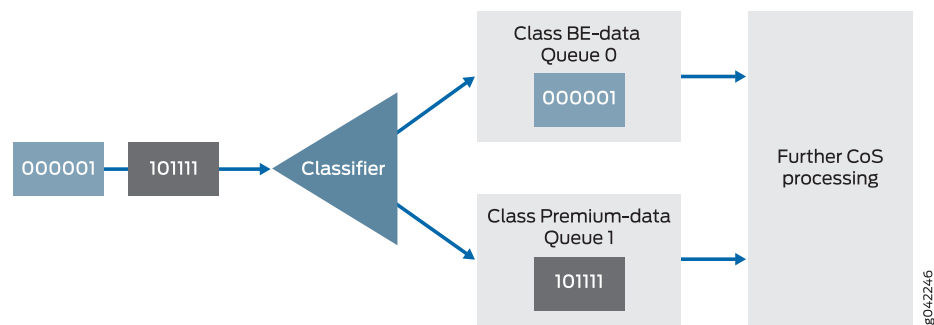 000001
101111
Classifier
Class BE-data
Queue 0
000001
Class Premium-data
Queue 1
101111
Further CoS
processing
g042246